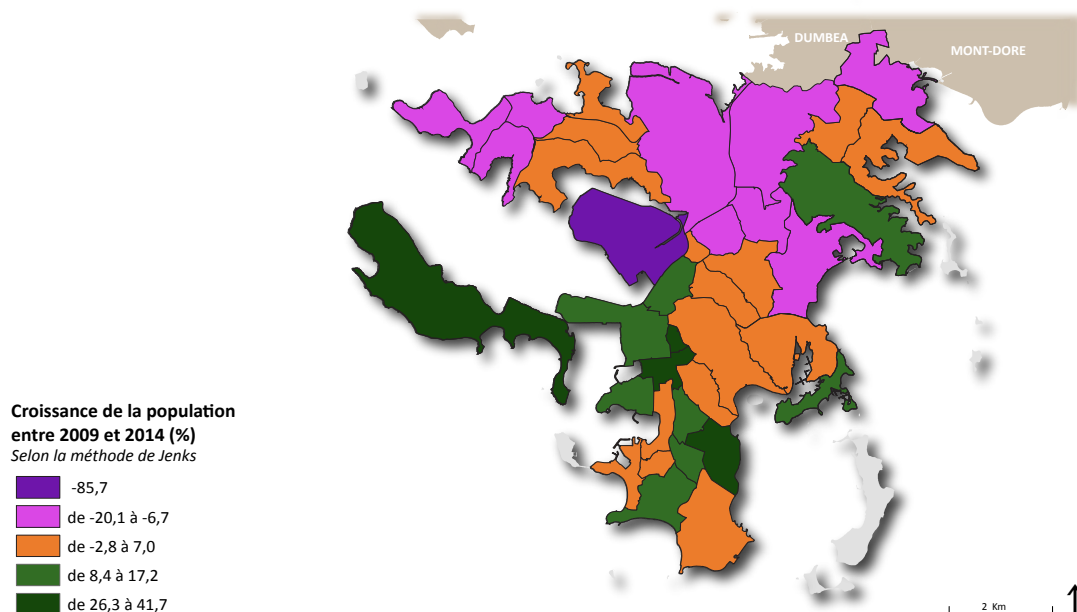 DUMBEA
MONT-DORE
Croissance de la population
entre 2009 et 2014 (%)
Selon la méthode de Jenks
-85,7
de -20,1 à -6,7
de -2,8 à 7,0
de 8,4 à 17,2
de 26,3 à 41,7
2 Km